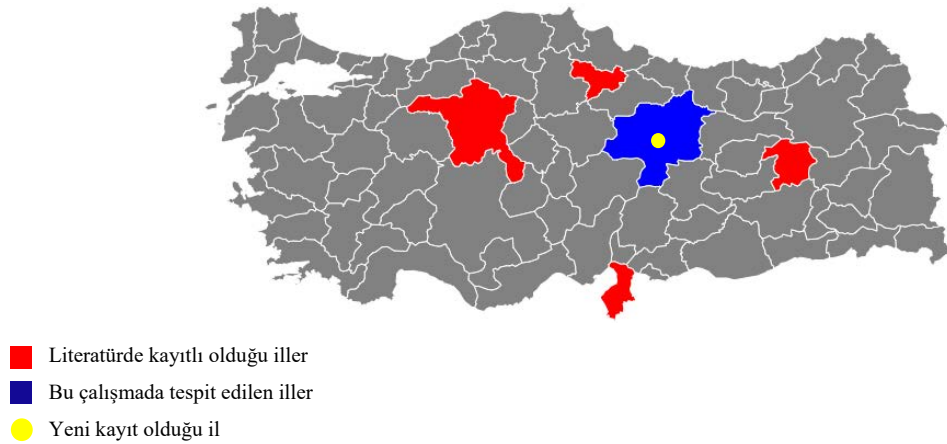 Literatürde kayıtlı olduğu iller
Bu çalışmada tespit edilen iller
Yeni kayıt olduğu il